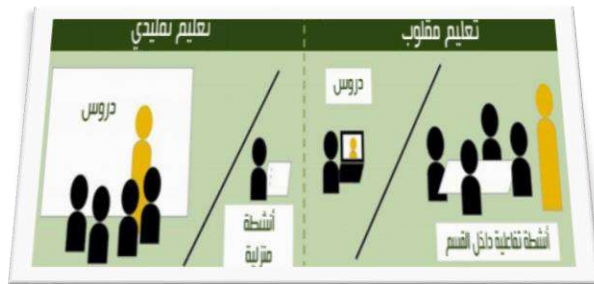 تعليم مقلوب
تعليم تقليدي
دروس
دروس
أنشطة
منزلية
أنشطة تفاعلية داخل القسم